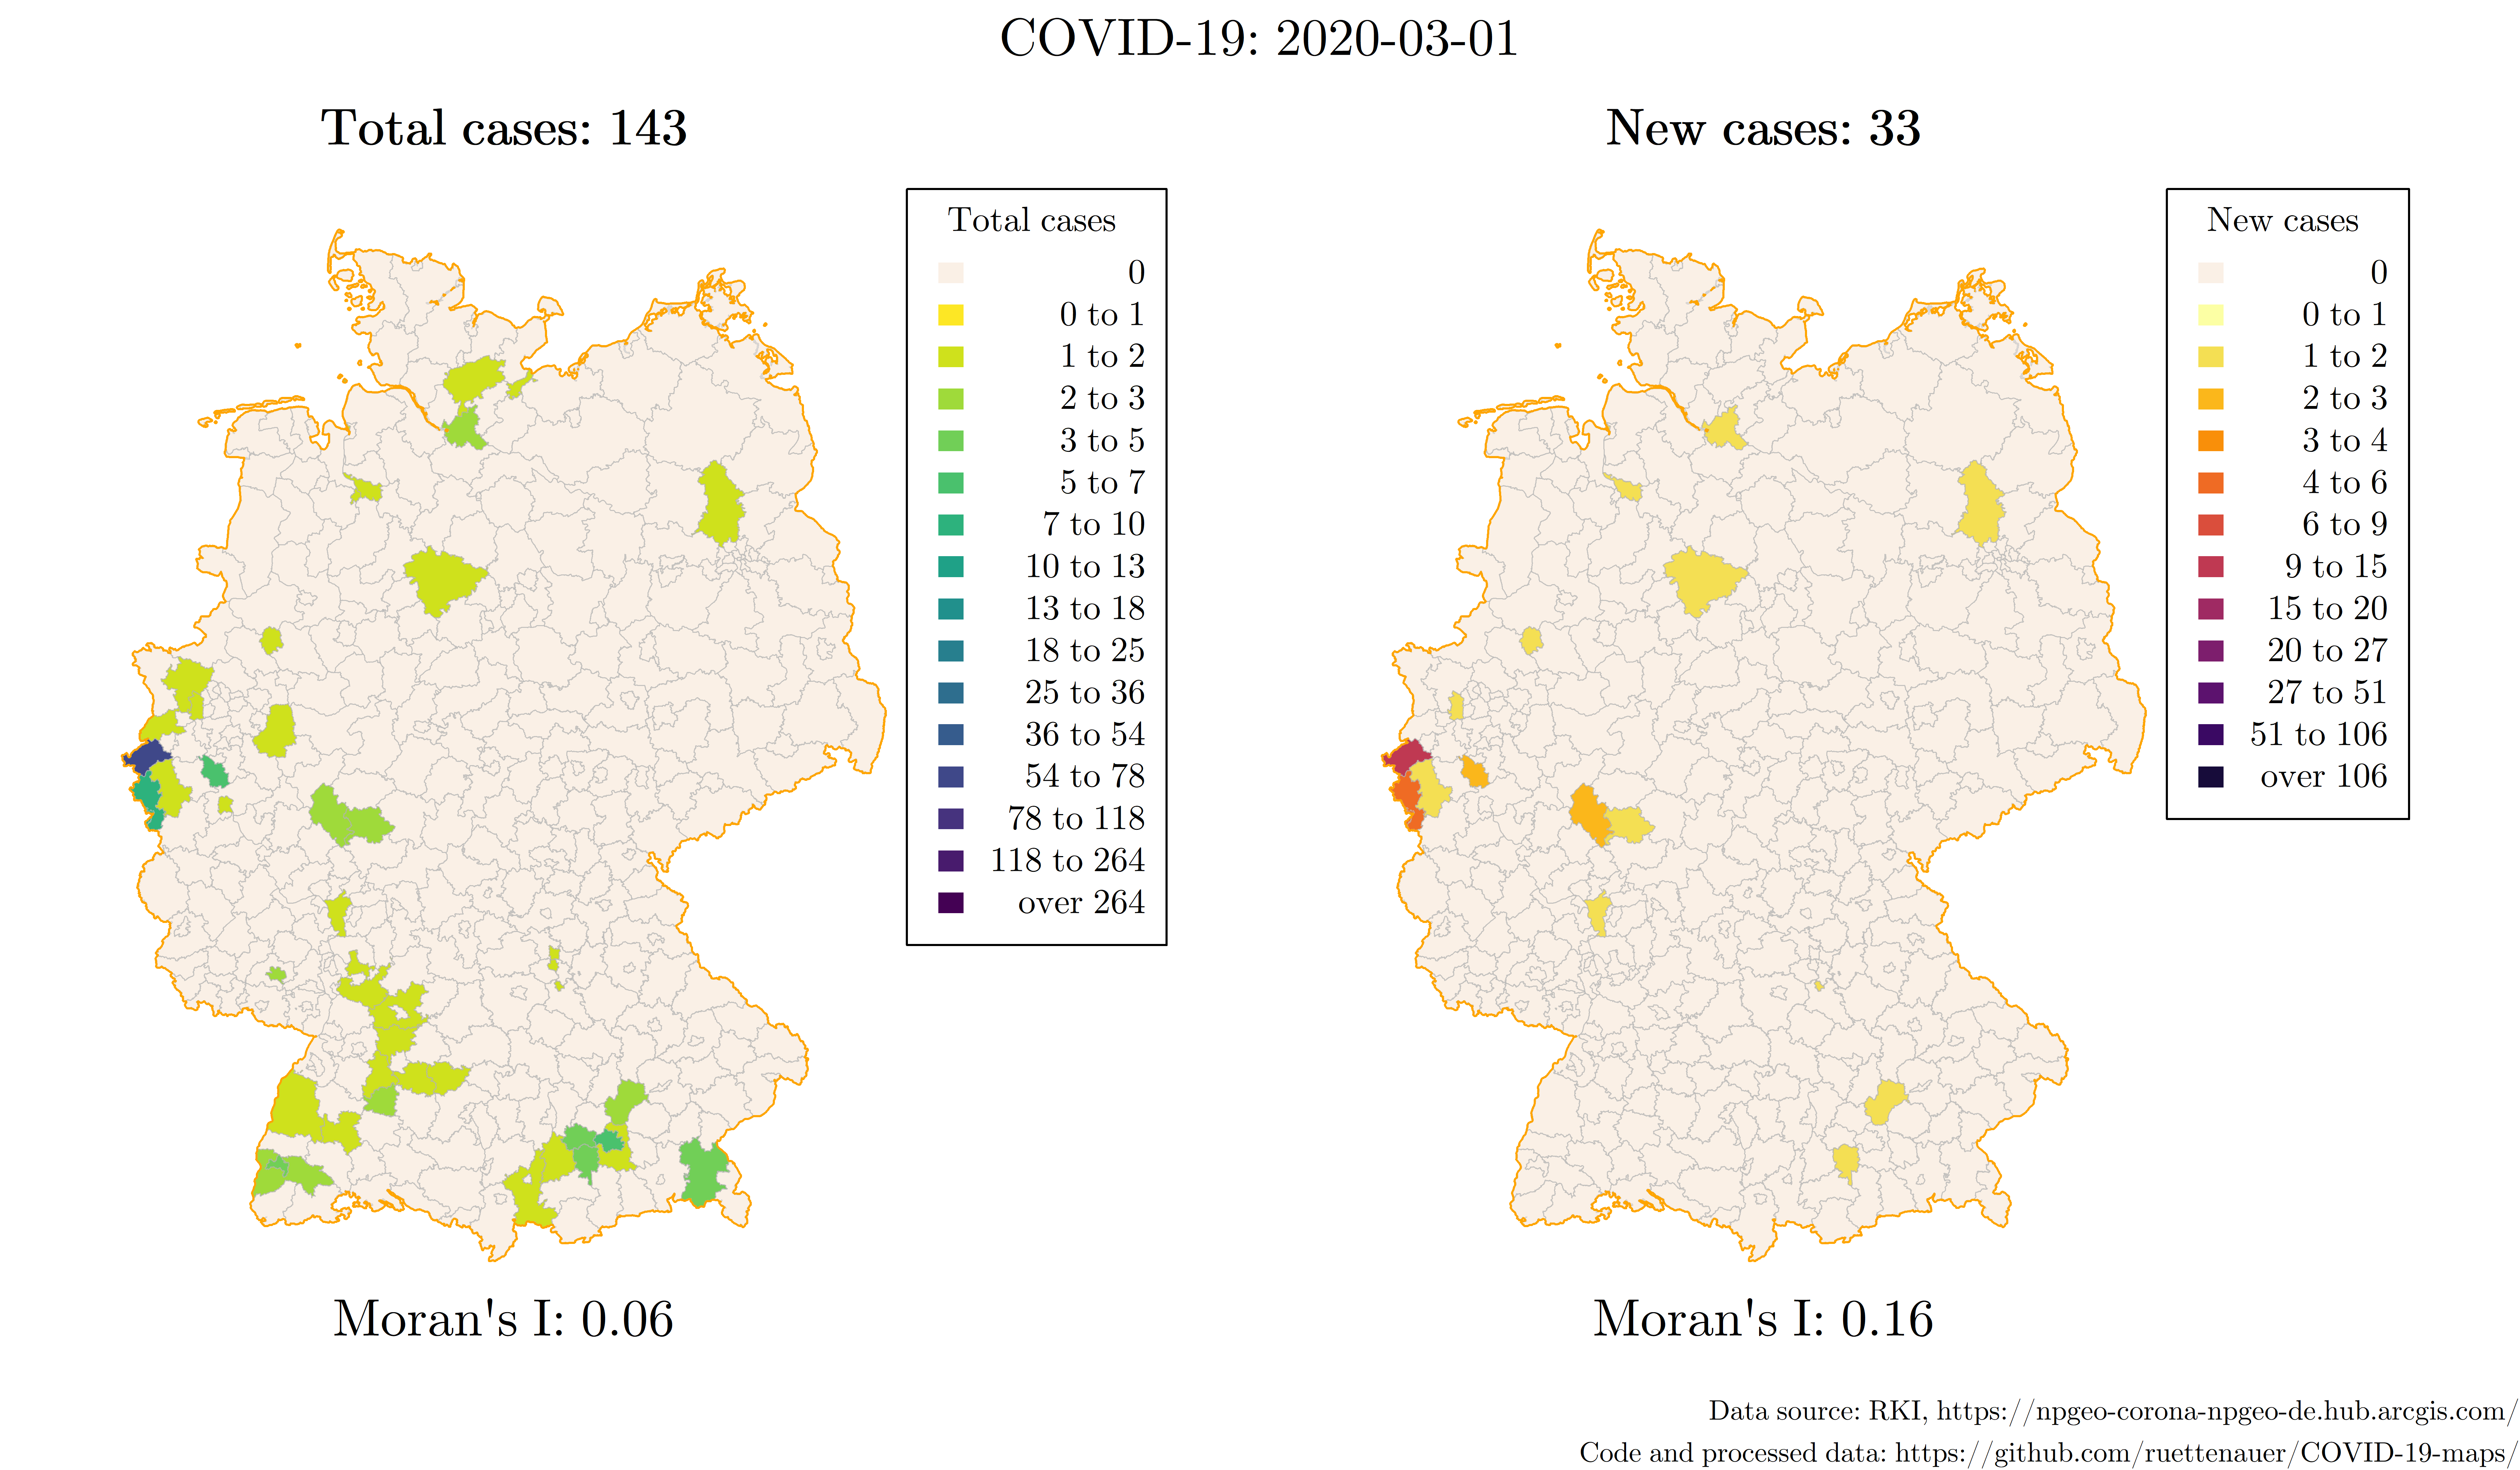 COVID-19: 2020-03-01
Total cases: 143
Total cases
0
0 to 1
1 to 2
2 to 3
3 to 5
5 to 7
7 to 10
10 to 13
13 to 18
18 to 25
25 to 36
36 to 54
54 to 78
78 to 118
118 to 264
over 264
Moran's I: 0.06
New cases: 33
New cases
0
0 to 1
1 to 2
2 to 3
3 to 4
4 to 6
6 to 9
9 to 15
15 to 20
20 to 27
27 to 51
51 to 106
over 106
Moran's I: 0.16
Data source: RKI, https://npgeo-corona-npgeo-de.hub.arcgis.com/
Code and processed data: https://github.com/ruettenauer/COVID-19-maps/